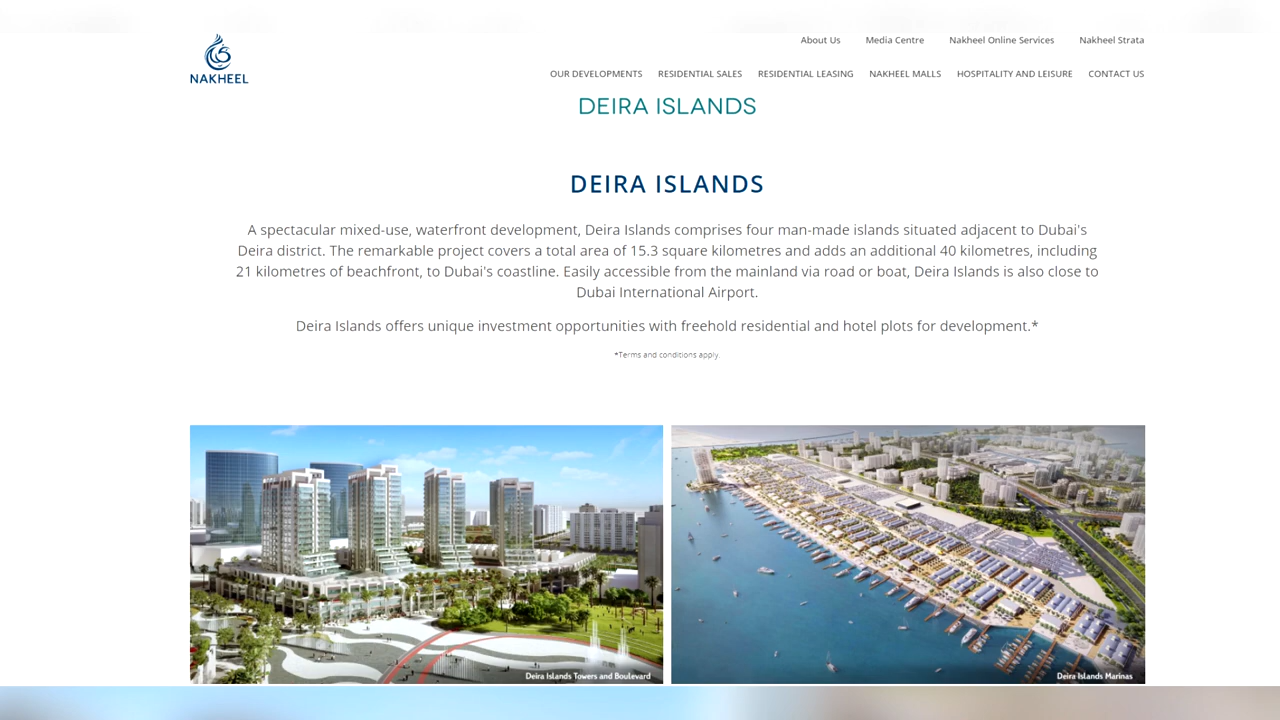 About Us Media Centre Nakheel Online Services Nakheel Strata
NAKHEEL
OUR DEVELOPMENTS RESIDENTIAL SALES RESIDENTIAL LEASING NAKHEEL MALLS HOSPITALITY AND LEISURE CONTACT US
DEIRA ISLANDS
DEIRA ISLANDS
A spectacular mixed-use, waterfront development, Deira Islands comprises four man-made islands situated adjacent to Dubai's
Deira district. The remarkable project covers a total area of 15.3 square kilometres and adds an additional 40 kilometres, including
21 kilometres of beachfront, to Dubai's coastline. Easily accessible from the mainland via road or boat, Deira Islands is also close to
Dubai International Airport.
Deira Islands offers unique investment opportunities with freehold residential and hotel plots for development.*
*Terms and conditions apply
Deira Islands Towers and Boulevard
Deira Islands Marinas